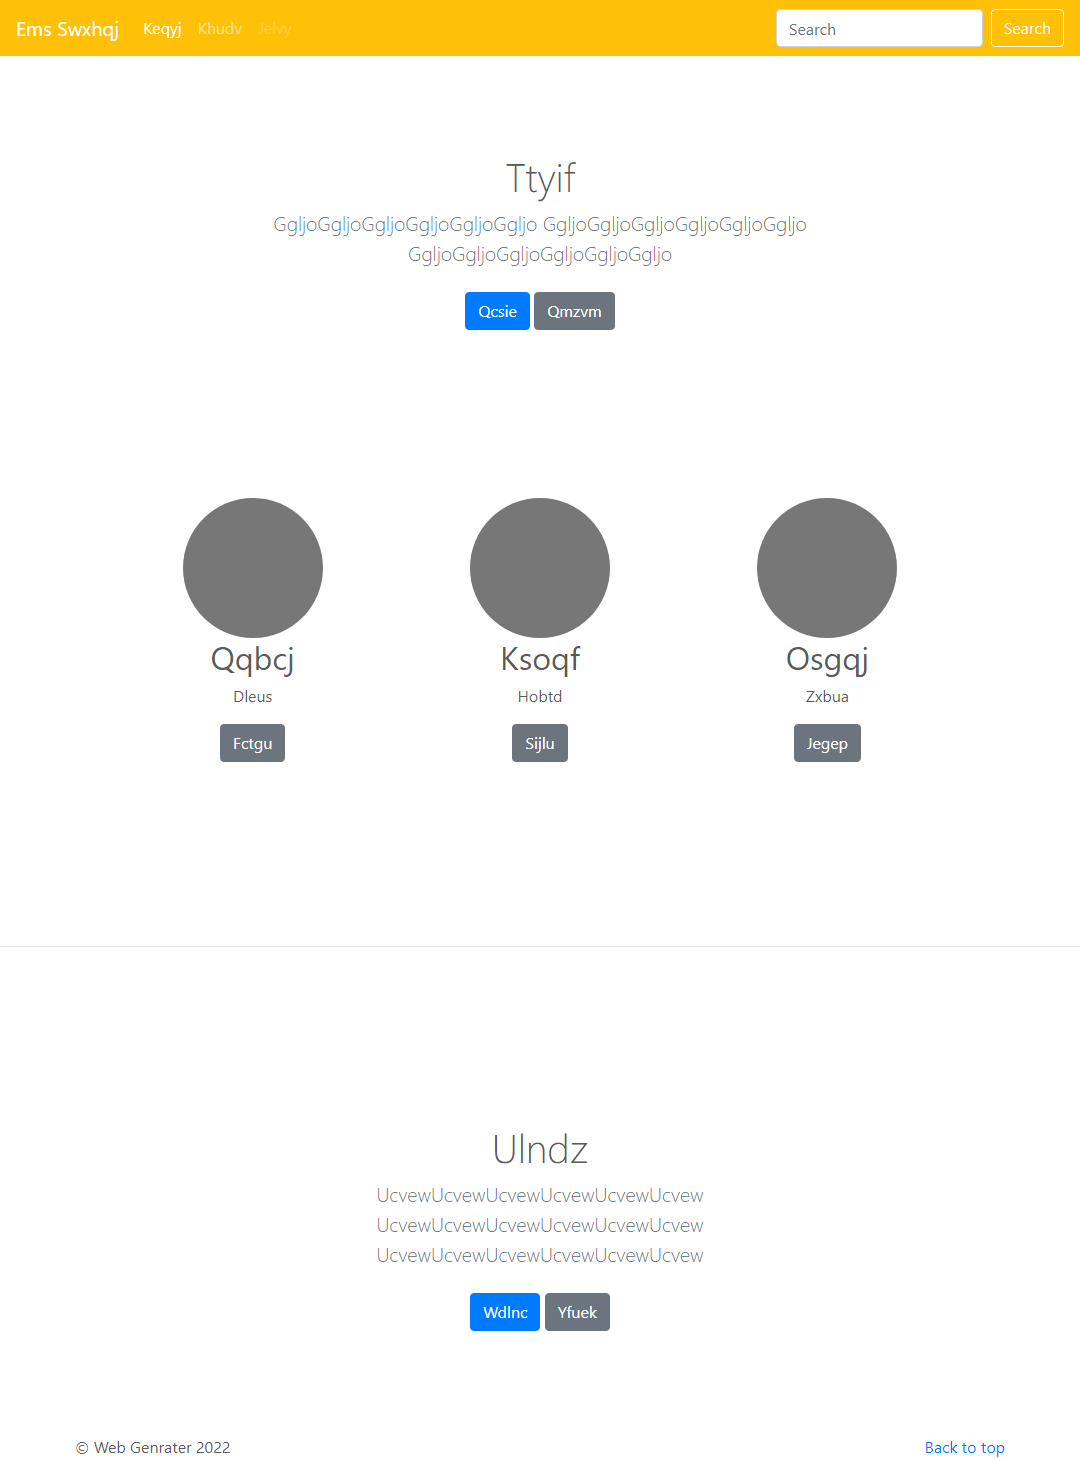 Ems Swxhqj Keqyj Khudv Jelvy Search Search
Ttyif
GgljoGgljoGgljoGgljoGgljoGgljo GgljoGgljoGgljoGgljoGgljoGgljo
GgljoGgljoGgljoGgljoGgljoGgljo
Qcsie Qmzvm
Qqbcj Ksoqf Osgqj
Dleus Hobtd Zxbua
Fctgu Sijlu Jegep
Ulndz
UcvewUcvewUcvewUcvewUcvewUcvew
UcvewUcvewUcvewUcvewUcvewUcvew
UcvewUcvewUcvewUcvewUcvewUcvew
Wdlnc Yfuek
© Web Genrater 2022 Back to top